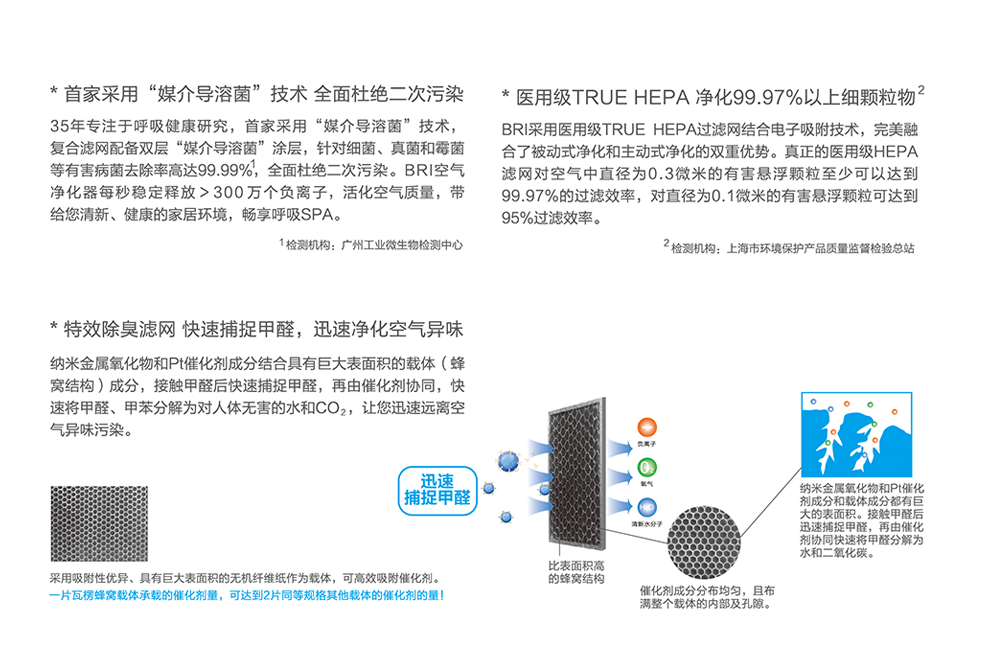 * 首家采用“媒介导溶菌”技术 全面杜绝二次污染
35年专注于呼吸健康研究，首家采用“媒介导溶菌”技术，
复合滤网配备双层“媒介导溶菌”涂层，针对细菌、真菌和霉菌
等有害病菌去除率高达99.99%¹，全面杜绝二次污染。BRI空气
净化器每秒稳定释放＞300万个负离子，活化空气质量，带
给您清新、健康的家居环境，畅享呼吸SPA。
¹ 检测机构：广州工业微生物检测中心
* 医用级TRUE HEPA 净化99.97%以上细颗粒物²
BRI采用医用级TRUE HEPA过滤网结合电子吸附技术，完美融
合了被动式净化和主动式净化的双重优势。真正的医用级HEPA
滤网对空气中直径为0.3微米的有害悬浮颗粒至少可以达到
99.97%的过滤效率，对直径为0.1微米的有害悬浮颗粒可达到
95%过滤效率。
² 检测机构：上海市环境保护产品质量监督检验总站
* 特效除臭滤网 快速捕捉甲醛，迅速净化空气异味
纳米金属氧化物和Pt催化剂成分结合具有巨大表面积的载体（蜂
窝结构）成分，接触甲醛后快速捕捉甲醛，再由催化剂协同，快
速将甲醛、甲苯分解为对人体无害的水和CO₂，让您迅速远离空
气异味污染。
采用吸附性优异、具有巨大表面积的无机纤维纸作为载体，可高效吸附催化剂。
一片瓦楞蜂窝载体承载的催化剂量，可达到2片同等规格其他载体的催化剂的量！
迅速
捕捉甲醛
负离子
O₂
氧气
清新水分子
比表面积高
的蜂窝结构
催化剂成分分布均匀，且布
满整个载体的内部及孔隙。
纳米金属氧化物和Pt催化
剂成分和载体成分都有巨
大的表面积。接触甲醛后
迅速捕捉甲醛，再由催化
剂协同快速将甲醛分解为
水和二氧化碳。